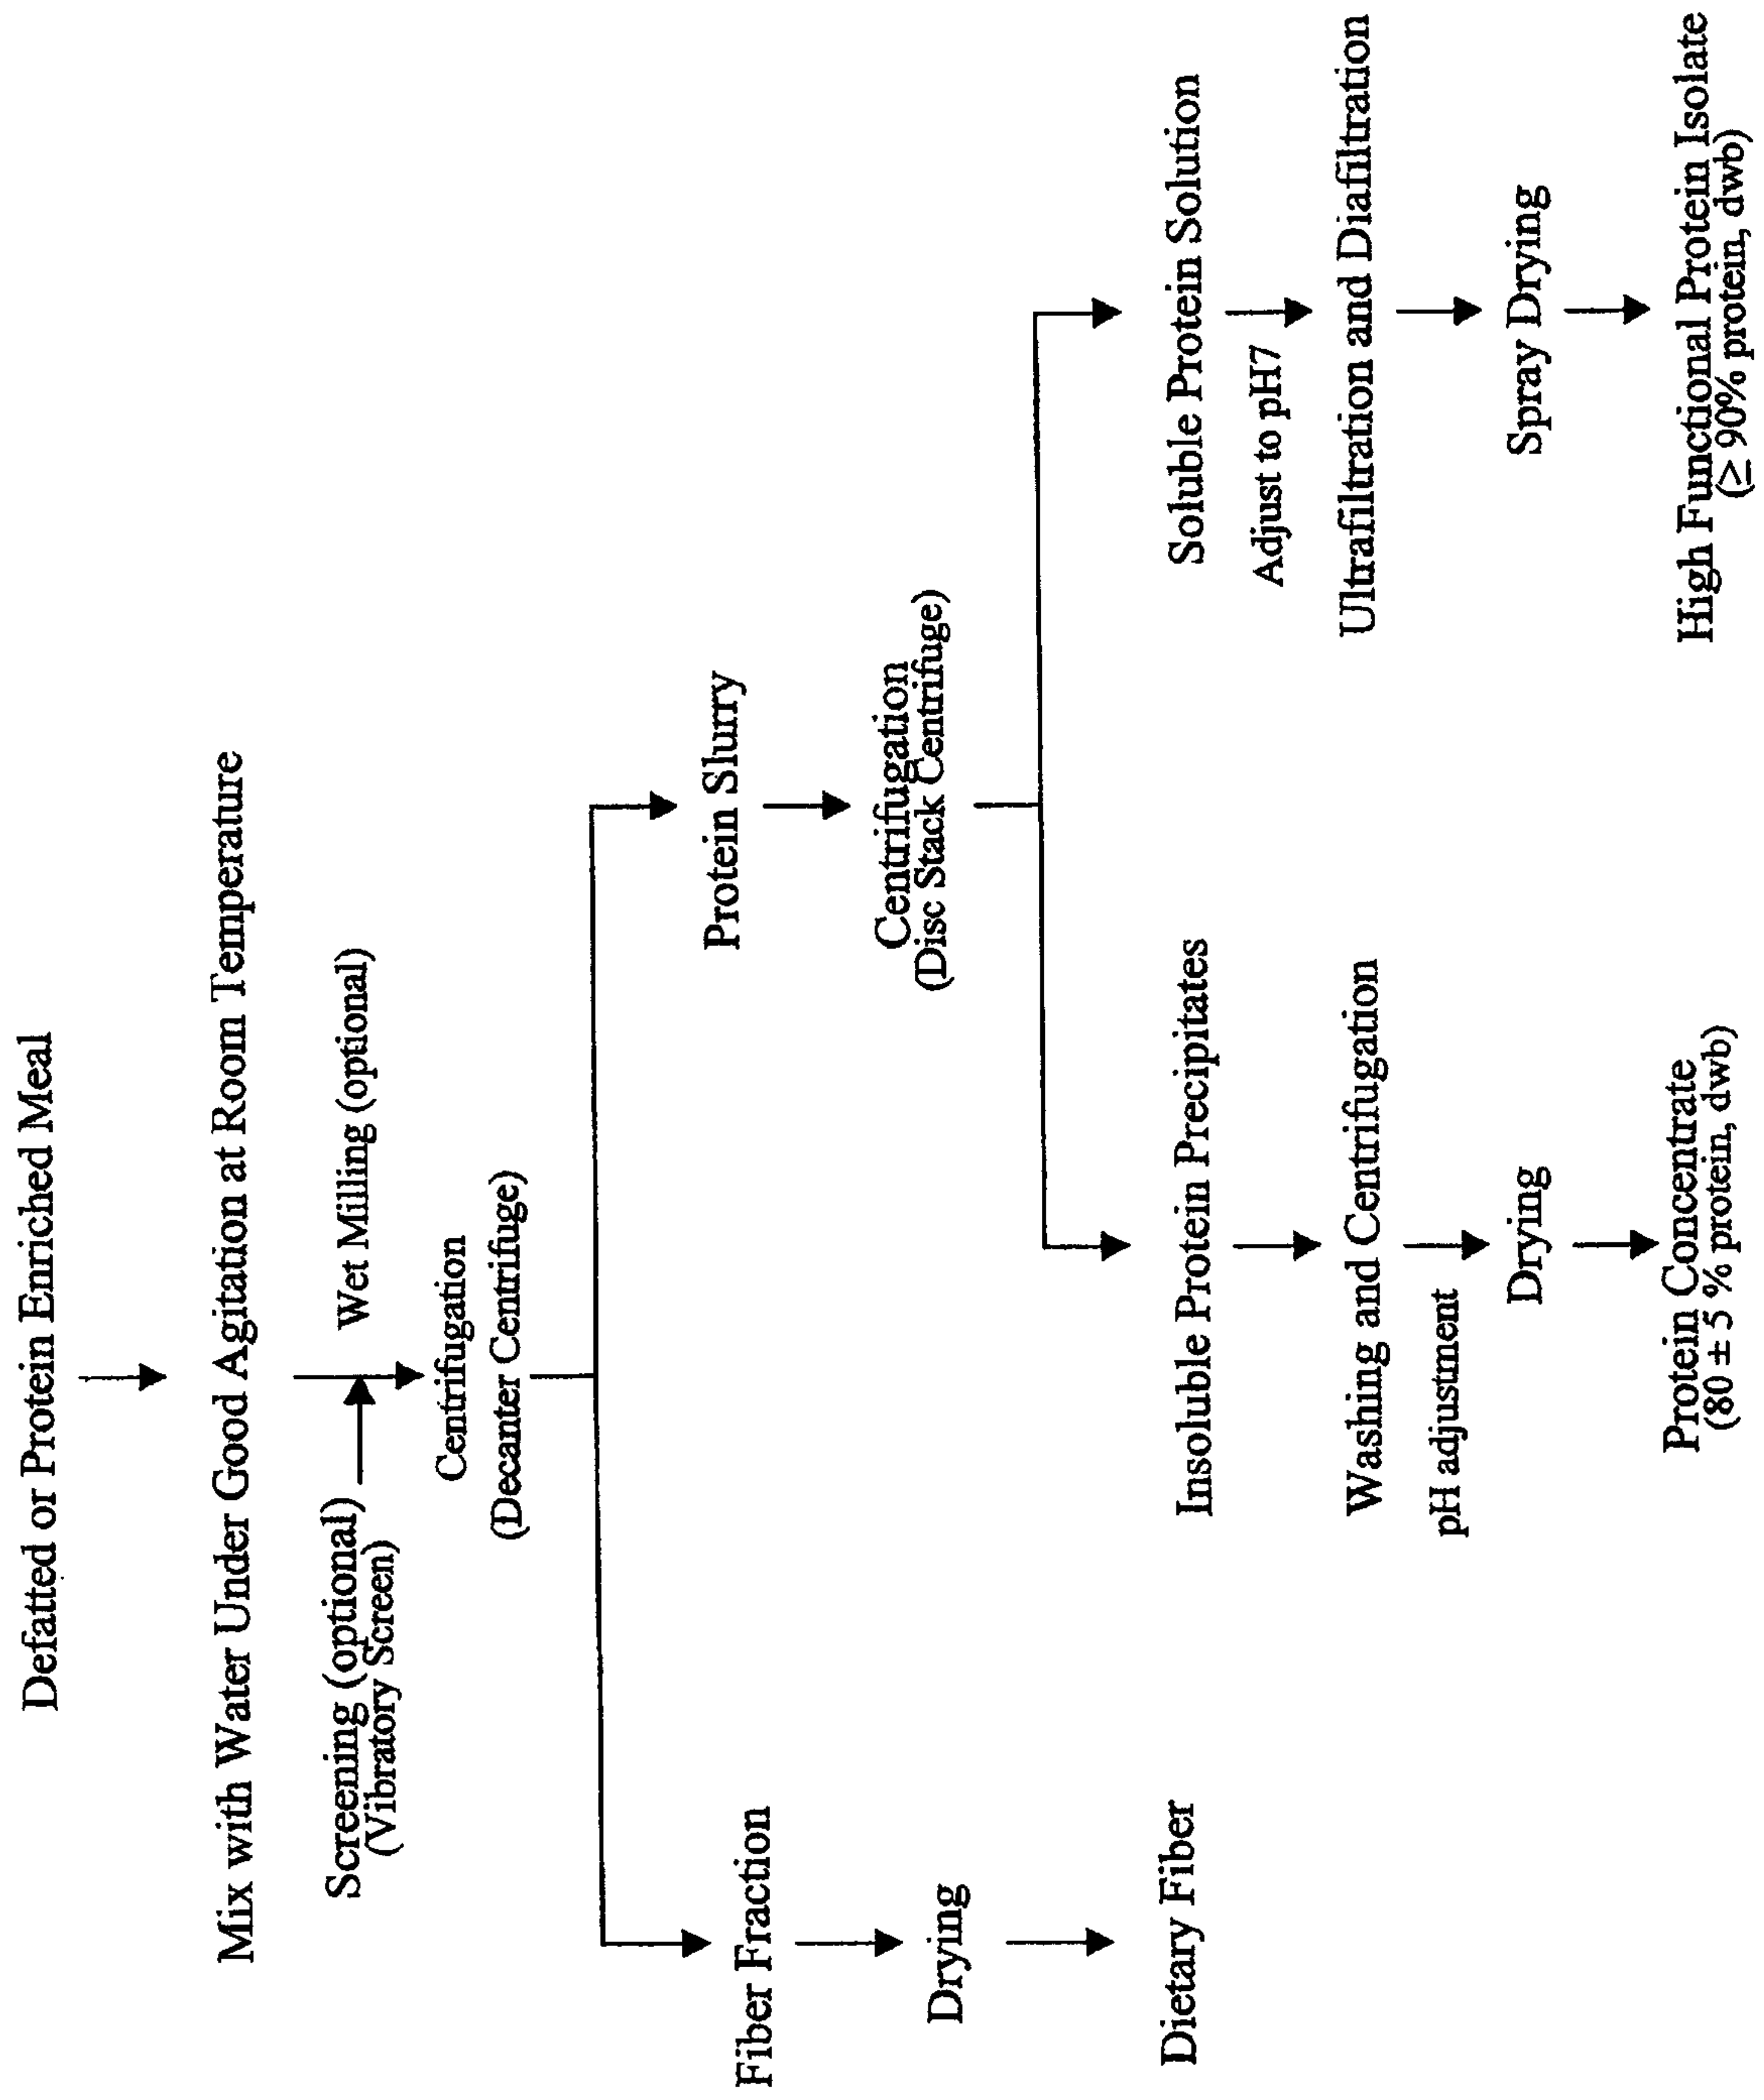 Defatted or Protein Enriched Meal
Mix with Water Under Good Agitation at Room Temperature
Screening (optional)
(Vibratory Screen)
Wet Milling (optional)
Centrifugation
(Decanter Centrifuge)
Fiber Fraction
Drying
Dietary Fiber
Protein Slurry
Centrifugation
(Disc Stack Centrifuge)
Insoluble Protein Precipitates
Washing and Centrifugation
pH adjustment
Drying
Protein Concentrate
(80 ± 5 % protein, dwb)
Soluble Protein Solution
Adjust to pH7
Ultrafiltration and Diafiltration
Spray Drying
High Functional Protein Isolate
(≥ 90% protein, dwb)